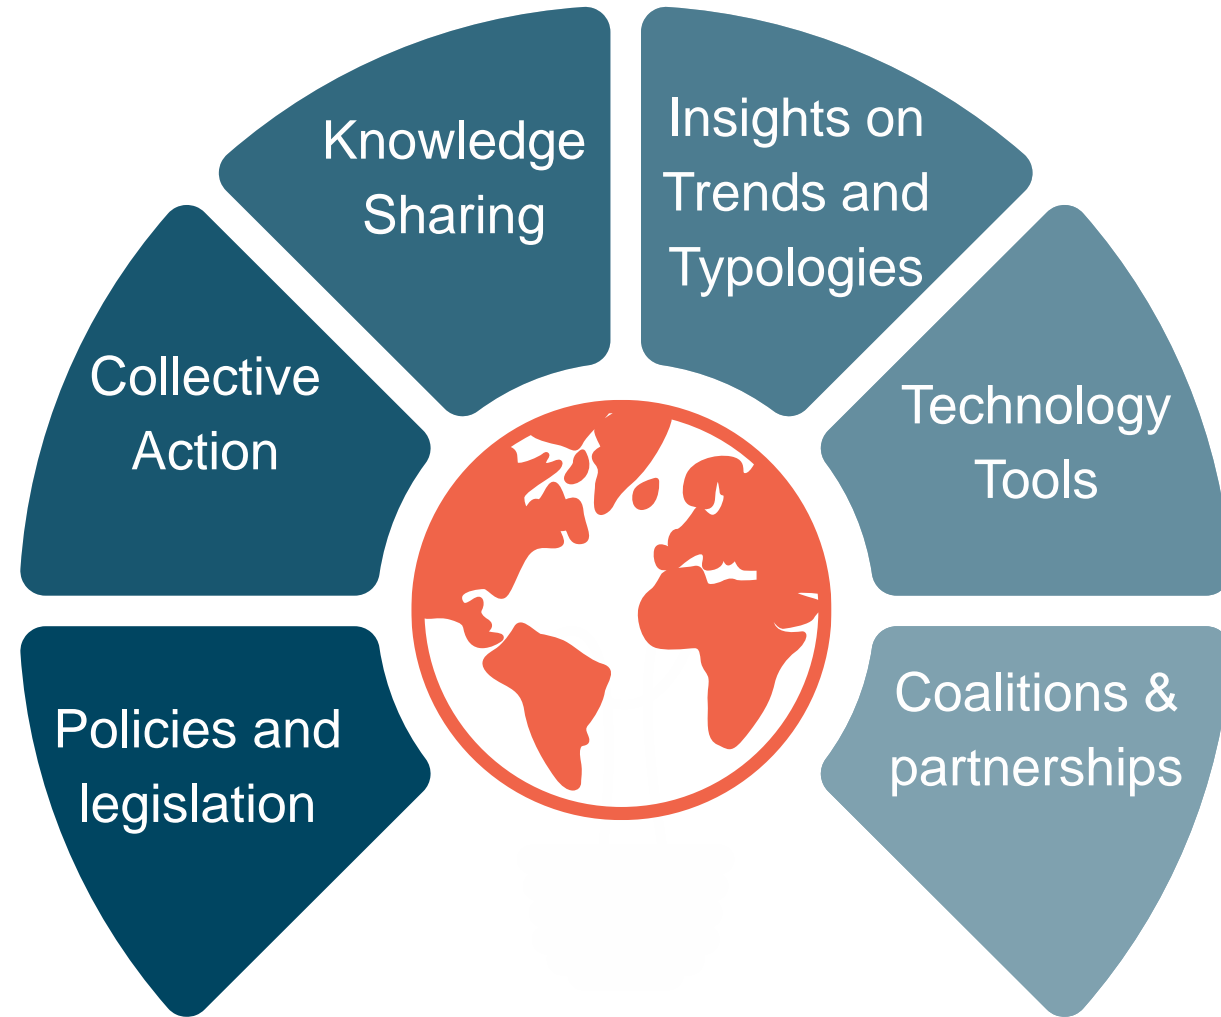 Knowledge
Sharing
Insights on
Trends and
Typologies
Collective
Action
Technology
Tools
Policies and
legislation
Coalitions &
partnerships